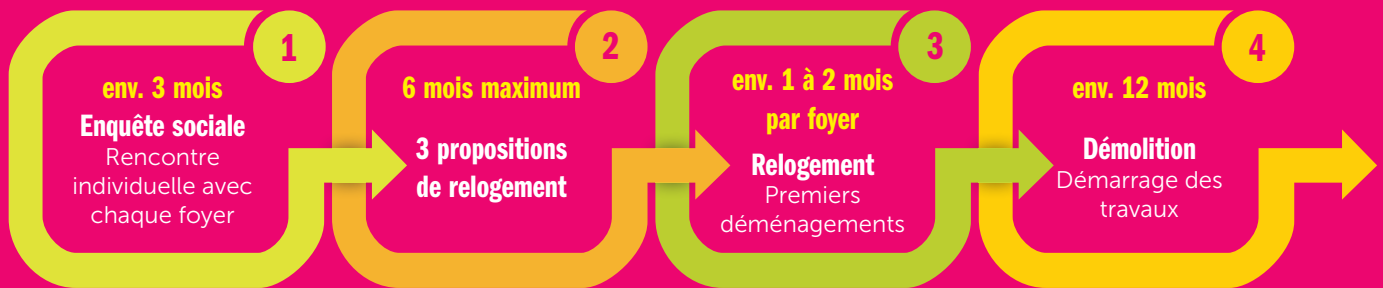 1
env. 3 mois
Enquête sociale
Rencontre
individuelle avec
chaque foyer
2
6 mois maximum
3 propositions
de relogement
3
env. 1 à 2 mois
par foyer
Relogement
Premiers
déménagements
4
env. 12 mois
Démolition
Démarrage des
travaux